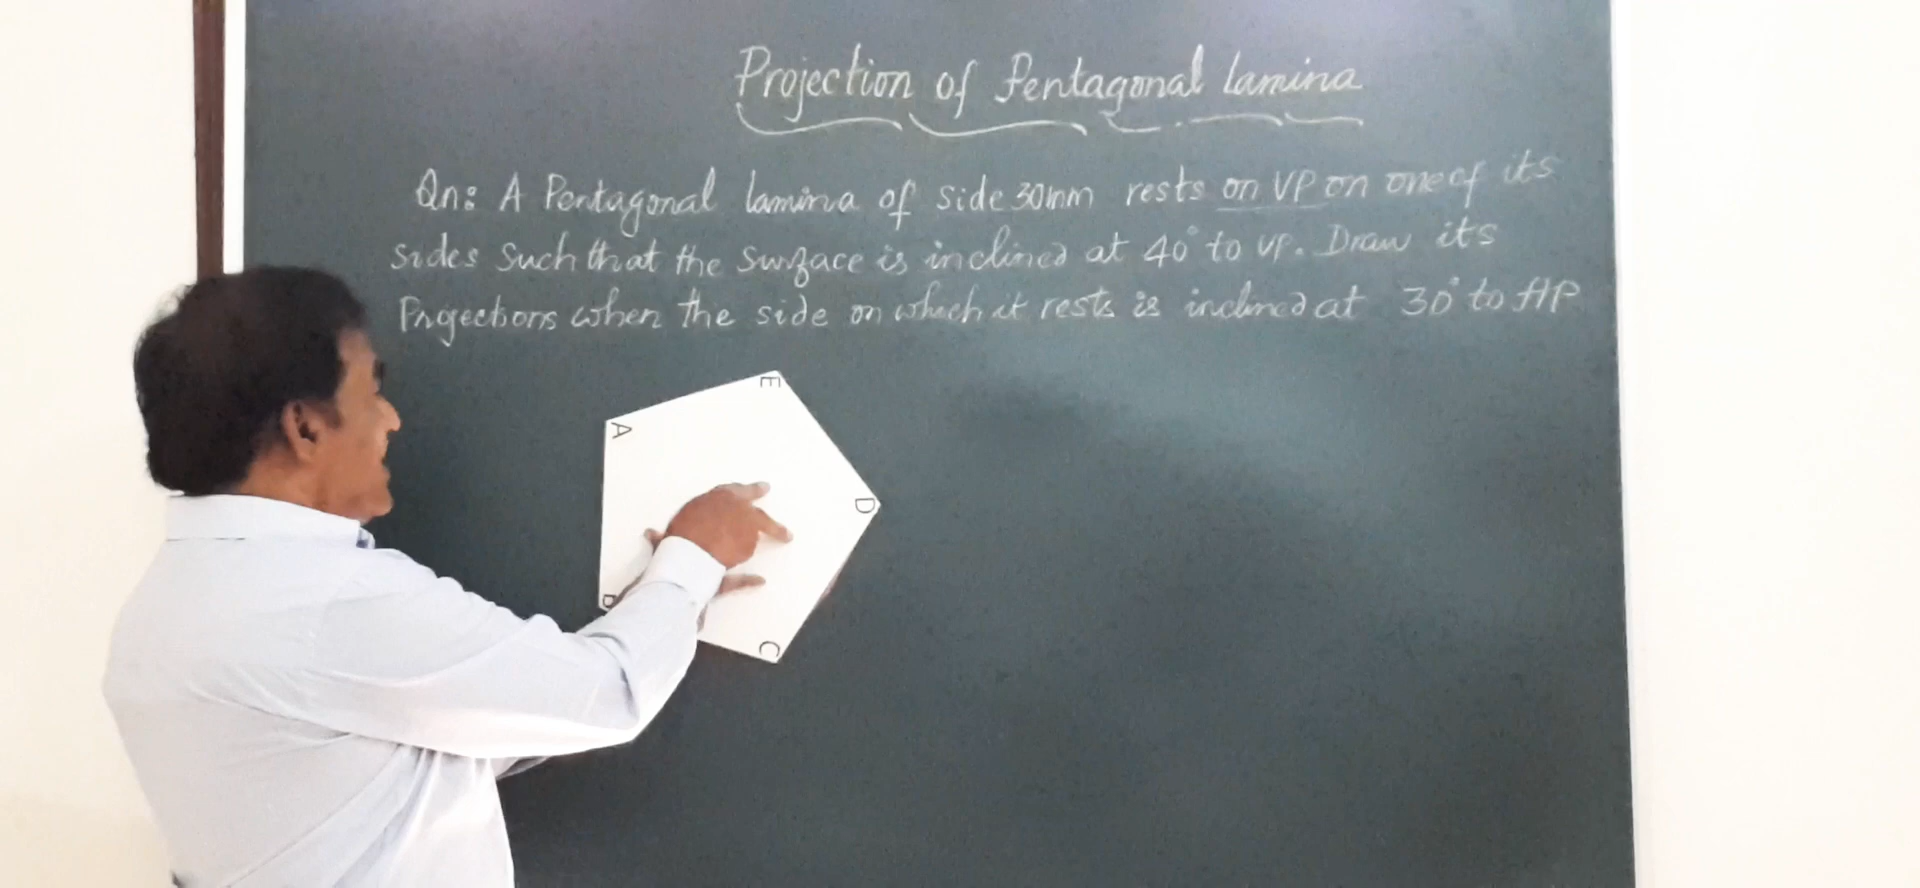 Projection of Pentagonal Lamina
Qn: A Pentagonal lamina of side 30mm rests on VP on one of its
sides such that the surface is inclined at 40° to VP. Draw its
Projections when the side on which it rests is inclined at 30° to HP
E
A
D
B
C